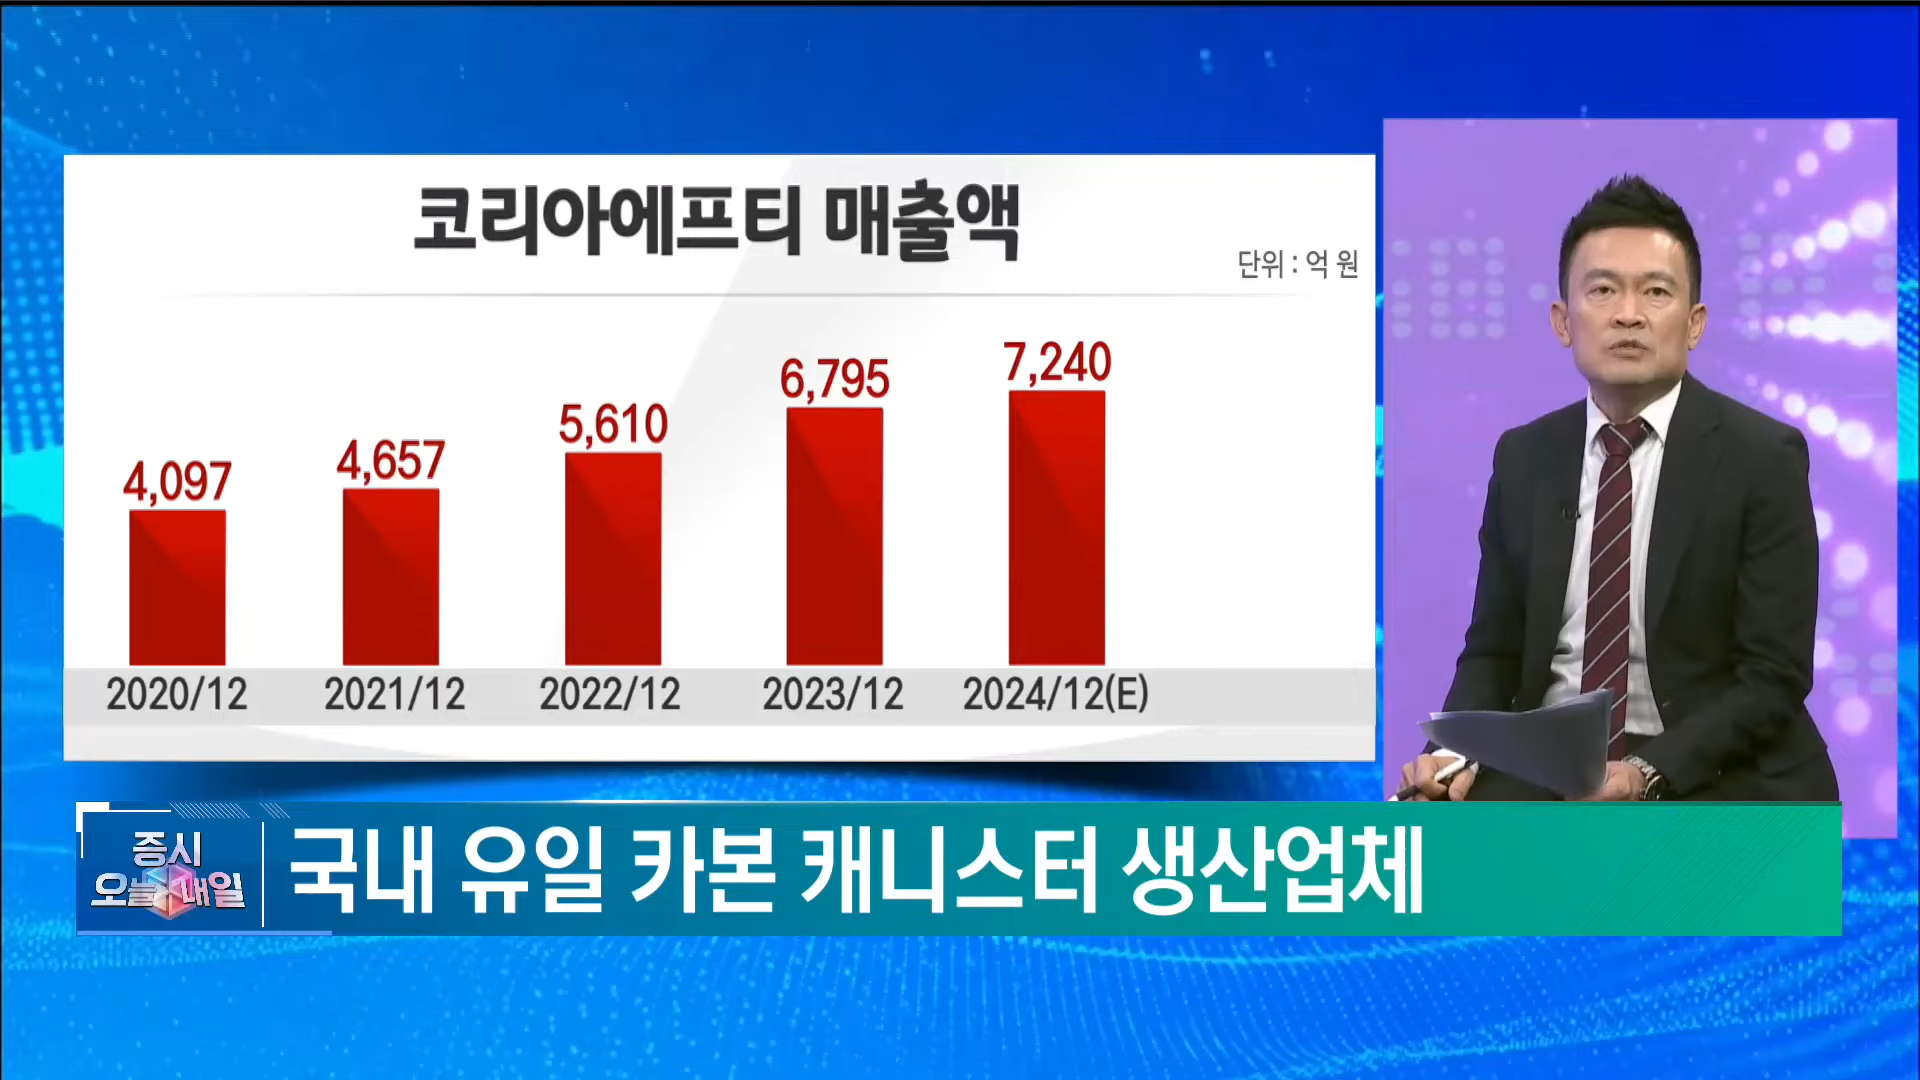 코리아에프티 매출액
단위 : 억 원
4,097
4,657
5,610
6,795
7,240
2020/12
2021/12
2022/12
2023/12
2024/12(E)
증시
오늘 내일
국내 유일 카본 캐니스터 생산업체